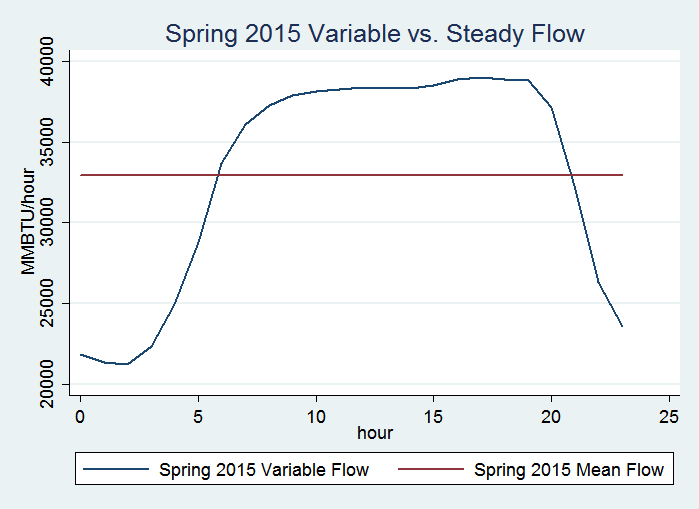 Spring 2015 Variable vs. Steady Flow
MMBTU/hour
40000
35000
30000
25000
20000
0 5 10 15 20 25
hour
Spring 2015 Variable Flow Spring 2015 Mean Flow